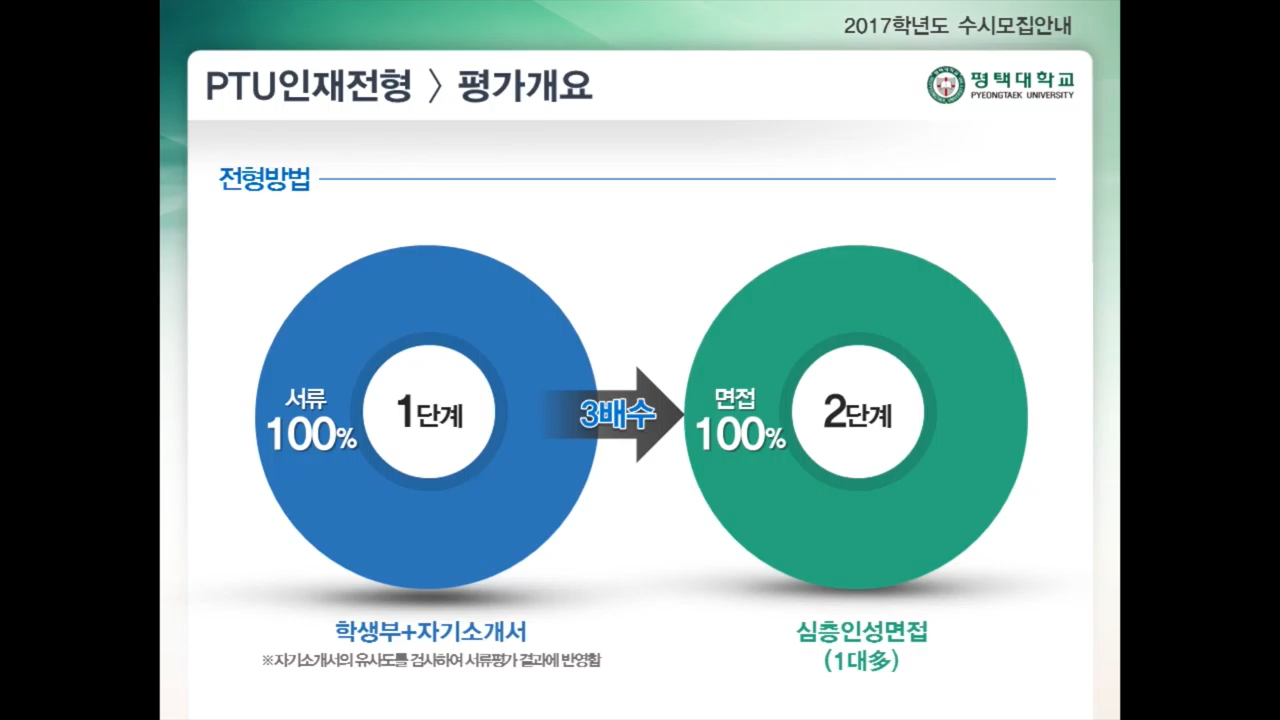 2017학년도 수시모집안내
PTU인재전형 〉 평가개요
평택대학교
PYEONGTAEK UNIVERSITY
전형방법
서류
100%
1단계
3배수
면접
100%
2단계
학생부+자기소개서
※자기소개서의 유사도를 검사하여 서류평가 결과에 반영함
심층인성면접
(1대多)